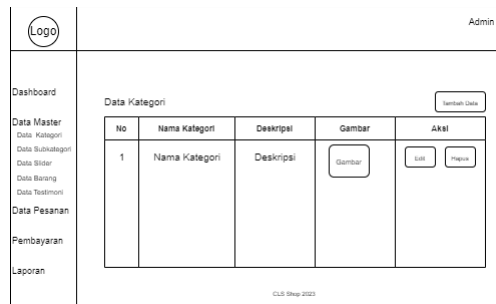 Logo
Admin
Dashboard
Data Master
Data Kategori
Data Subkategori
Data Slider
Data Barang
Data Testimoni
Data Pesanan
Pembayaran
Laporan
Data Kategori
Tambah Data
No Nama Kategori Deskripsi Gambar Aksi
1 Nama Kategori Deskripsi Gambar Edit Hapus
CLS Shop 2023